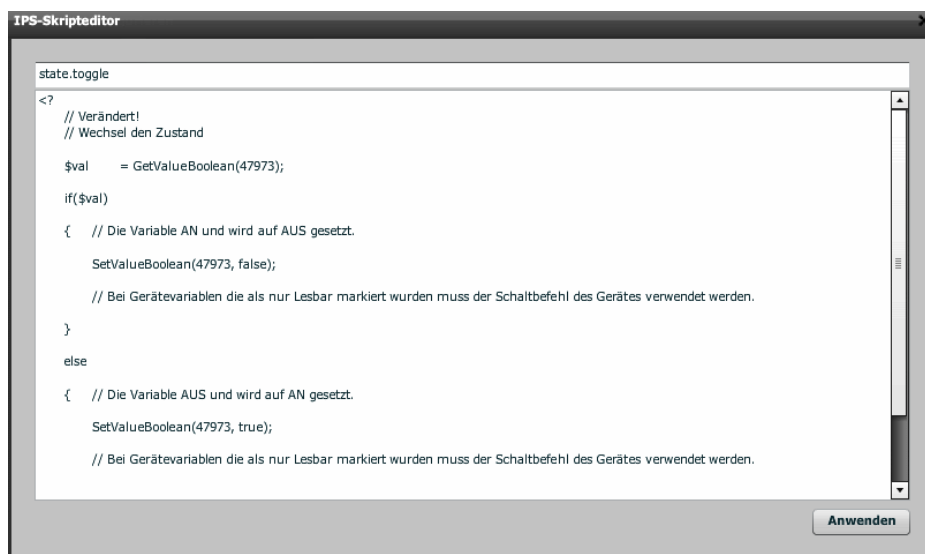 IPS-Skripteditor
state.toggle
<?
// Verändert!
// Wechsel den Zustand
$val = GetValueBoolean(47973);
if($val)
{ // Die Variable AN und wird auf AUS gesetzt.
SetValueBoolean(47973, false);
// Bei Gerätevariablen die als nur Lesbar markiert wurden muss der Schaltbefehl des Gerätes verwendet werden.
}
else
{ // Die Variable AUS und wird auf AN gesetzt.
SetValueBoolean(47973, true);
// Bei Gerätevariablen die als nur Lesbar markiert wurden muss der Schaltbefehl des Gerätes verwendet werden.
Anwenden